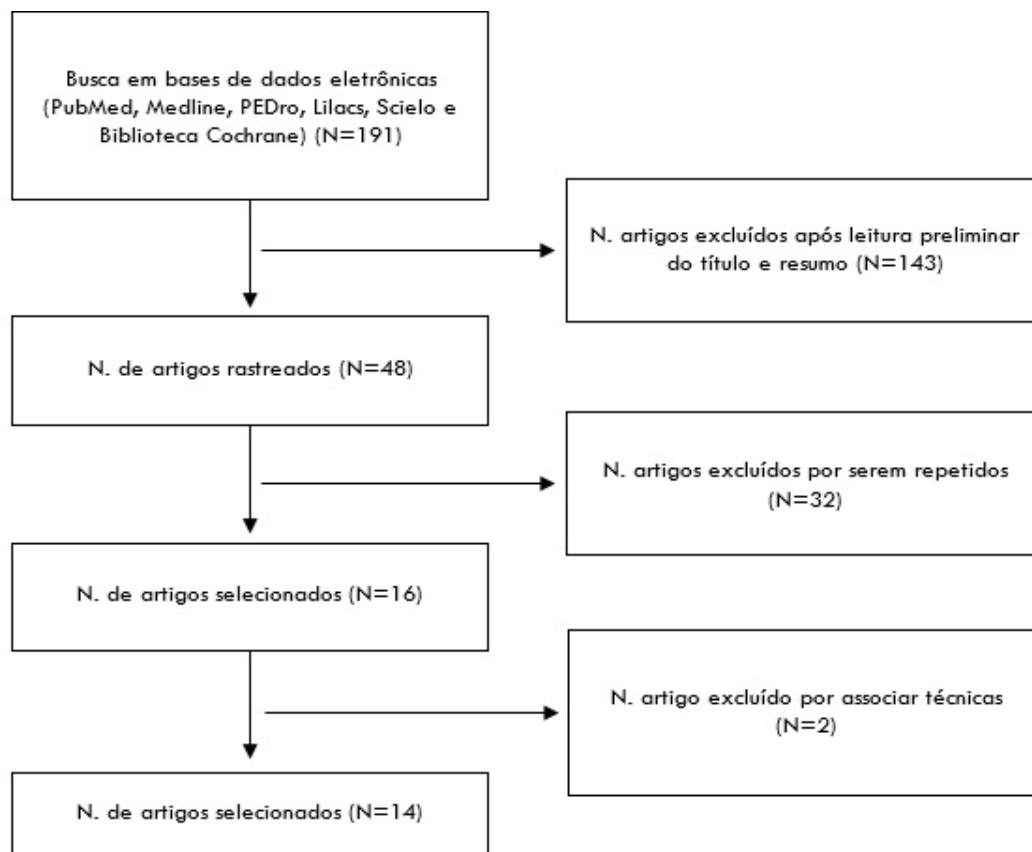 Busca em bases de dados eletrônicas
(PubMed, Medline, PEDro, Lilacs, Scielo e
Biblioteca Cochrane) (N=191)
N. artigos excluídos após leitura preliminar
do título e resumo (N=143)
N. de artigos rastreados (N=48)
N. artigos excluídos por serem repetidos
(N=32)
N. de artigos selecionados (N=16)
N. artigo excluído por associar técnicas
(N=2)
N. de artigos selecionados (N=14)